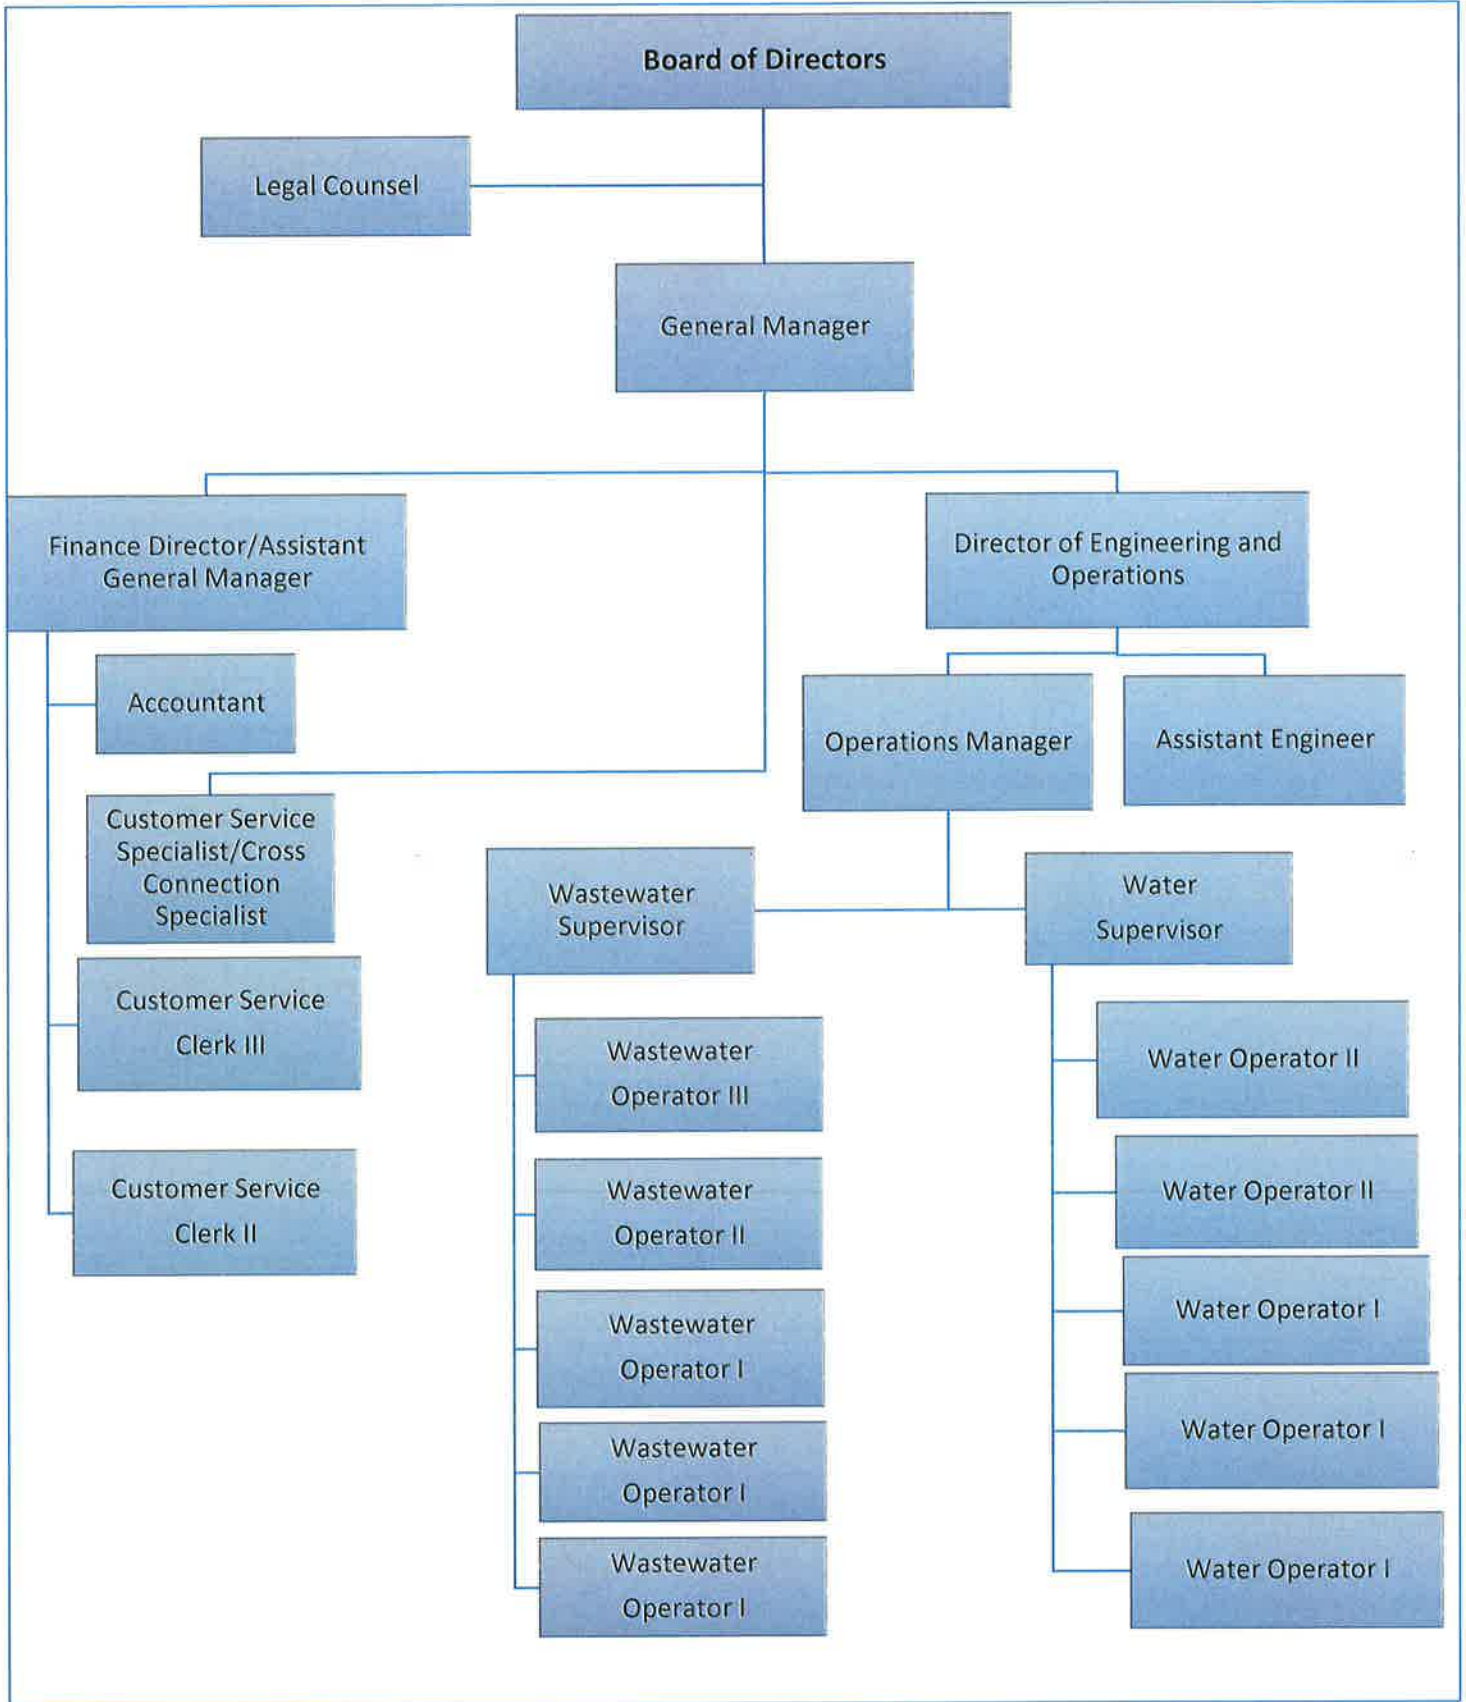 Board of Directors
Legal Counsel
General Manager
Finance Director/Assistant
General Manager
Director of Engineering and
Operations
Accountant
Operations Manager
Assistant Engineer
Customer Service
Specialist/Cross
Connection
Specialist
Wastewater
Supervisor
Water
Supervisor
Customer Service
Clerk III
Customer Service
Clerk II
Wastewater
Operator III
Wastewater
Operator II
Wastewater
Operator I
Wastewater
Operator I
Wastewater
Operator I
Water Operator II
Water Operator II
Water Operator I
Water Operator I
Water Operator I